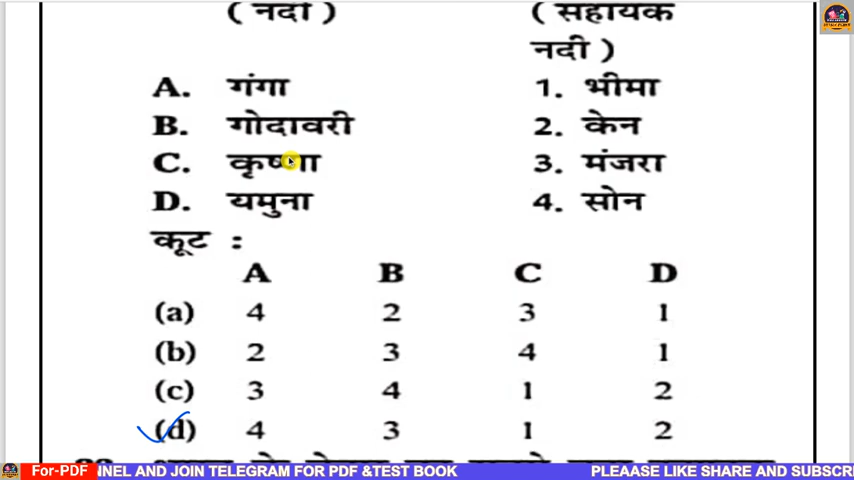 ( नदी ) ( सहायक
नदी )
A. गंगा 1. भीमा
B. गोदावरी 2. केन
C. कृष्णा 3. मंजरा
D. यमुना 4. सोन
कूट :
A B C D
(a) 4 2 3 1
(b) 2 3 4 1
(c) 3 4 1 2
(d) 4 3 1 2
For-PDF NNEL AND JOIN TELEGRAM FOR PDF &TEST BOOK PLEAASE LIKE SHARE AND SUBSCR